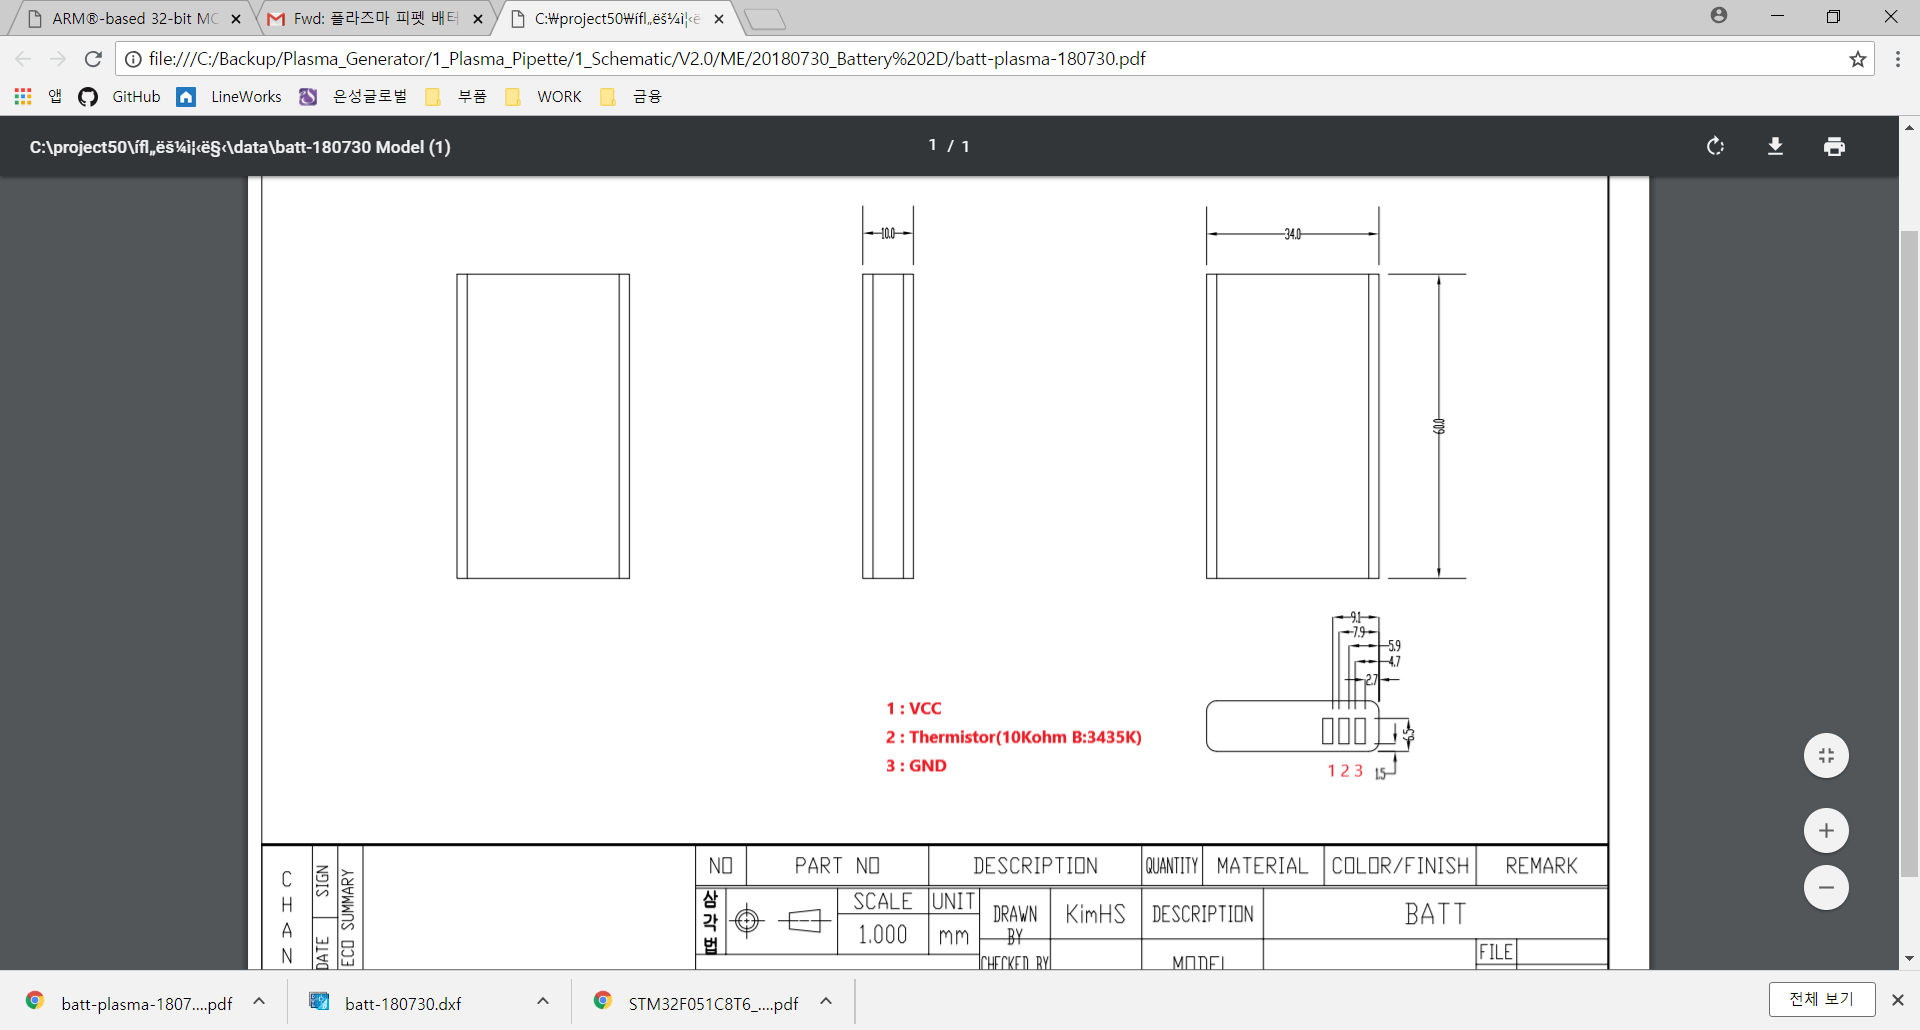 ARM®-based 32-bit MC
Fwd: 플라즈마 피펫 배터
C:\project50\ífl„ëš¼ì¦‹ë
file:///C:/Backup/Plasma_Generator/1_Plasma_Pipette/1_Schematic/V2.0/ME/20180730_Battery%202D/batt-plasma-180730.pdf
앱 GitHub LineWorks 은성글로벌 부품 WORK 금융
C:\project50\ífl„ëš¼ì¦‹ë§‹\data\batt-180730 Model (1)
1 / 1
10.0
34.0
60.0
9.1
7.9
5.9
4.7
2.7
6.5
1.5
1 : VCC
2 : Thermistor(10Kohm B:3435K)
3 : GND
1 2 3
NO PART NO DESCRIPTION QUANTITY MATERIAL COLOR/FINISH REMARK
CHAN
SIGN
DATE
ECO SUMMARY
삼각법
SCALE UNIT
1.000 mm
DRAWN BY KimHS DESCRIPTION BATT
CHECKED BY MODEL FILE
batt-plasma-1807....pdf
batt-180730.dxf
STM32F051C8T6_....pdf
전체 보기